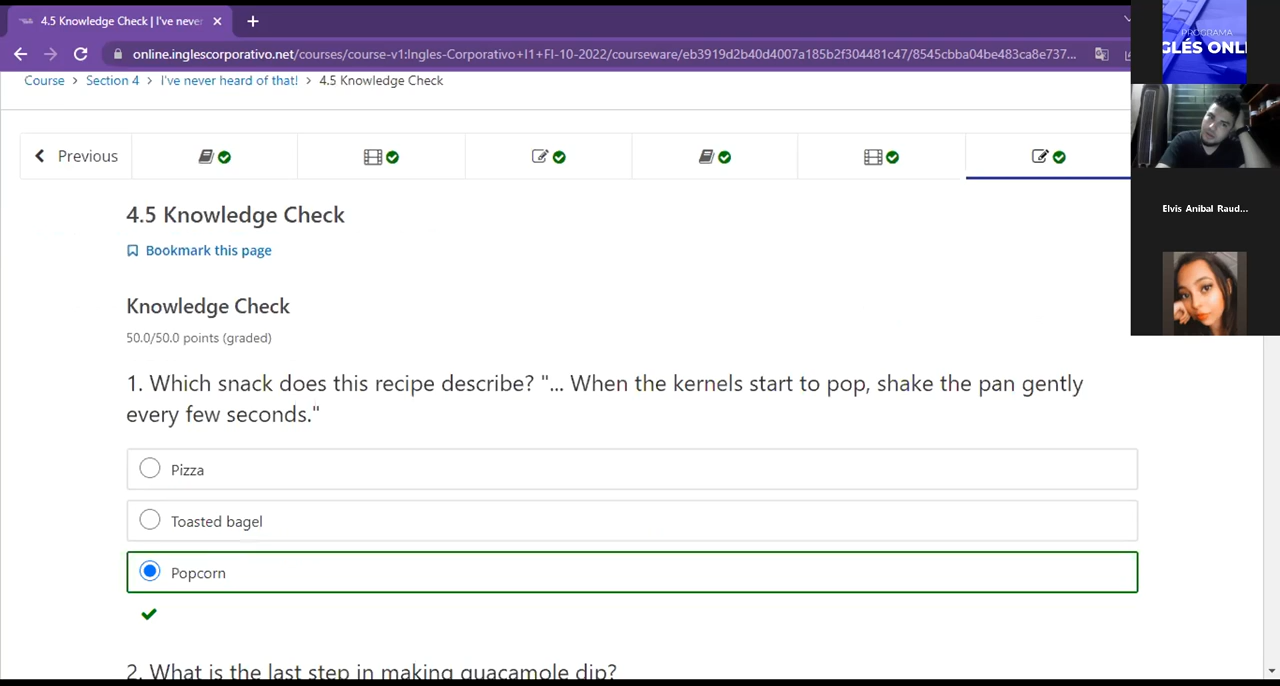 4.5 Knowledge Check | I've never
online.inglescorporativo.net/courses/course-v1:Ingles-Corporativo+I1+FI-10-2022/courseware/eb3919d2b40d4007a185b2f304481c47/8545cbba04be483ca8e737...
PROGRAMA
GLÉS ONLI
Course > Section 4 > I've never heard of that! > 4.5 Knowledge Check
Previous
Elvis Anibal Raud...
4.5 Knowledge Check
Bookmark this page
Knowledge Check
50.0/50.0 points (graded)
1. Which snack does this recipe describe? "... When the kernels start to pop, shake the pan gently
every few seconds."
Pizza
Toasted bagel
Popcorn
2. What is the last step in making guacamole dip?